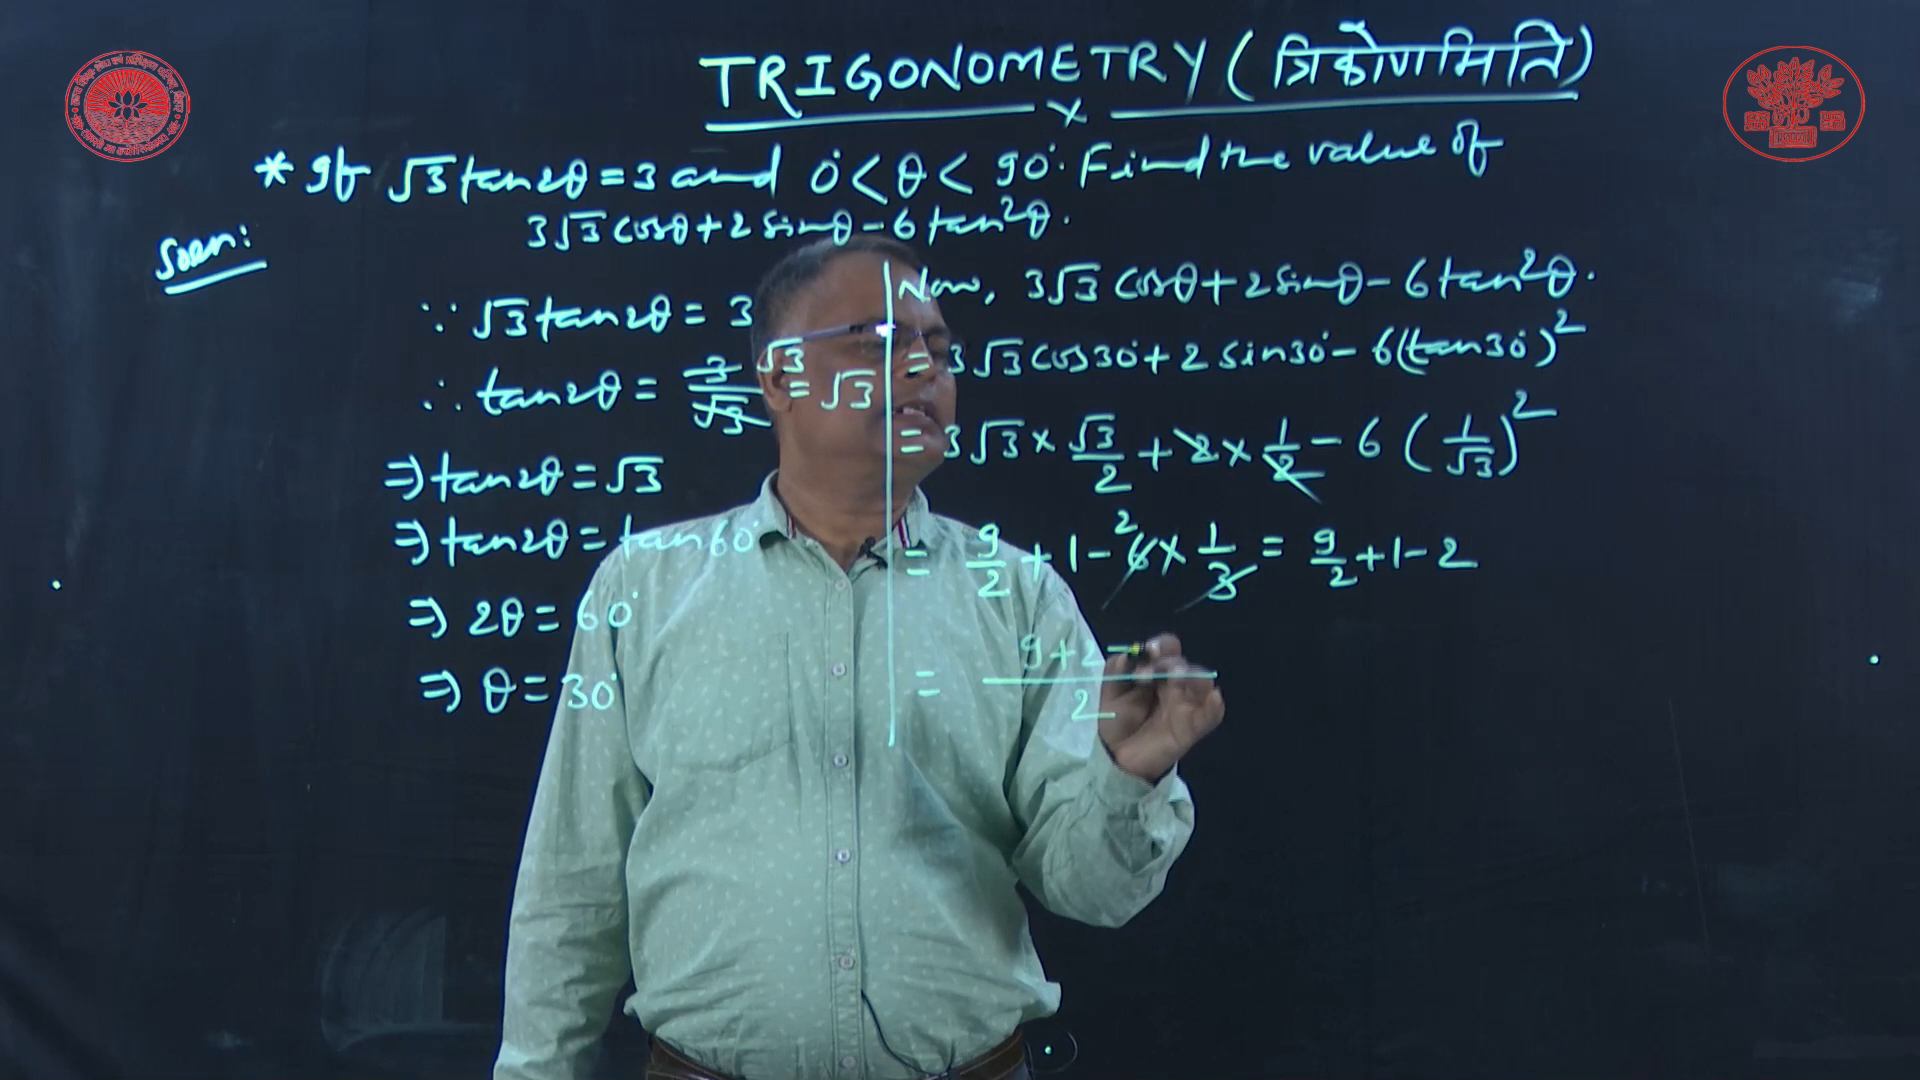 TRIGONOMETRY (त्रिकोणमिति)
* If √3 tan2θ = 3 and 0° < θ < 90°. Find the value of
3√3 cosθ + 2 sinθ - 6 tan²θ.
Soln:
∵ √3 tan2θ = 3
∴ tan2θ = 3/√3 √3 = √3
⇒ tan2θ = √3
⇒ tan2θ = tan60°
⇒ 2θ = 60°
⇒ θ = 30°
Now, 3√3 cosθ + 2 sinθ - 6 tan²θ.
= 3√3 cos30° + 2 sin30° - 6(tan30°)²
= 3√3 × √3/2 + 2 × 1/2 - 6 (1/√3)²
= 9/2 + 1 - ²6 × 1/3 = 9/2 + 1 - 2
= 9+2-/2